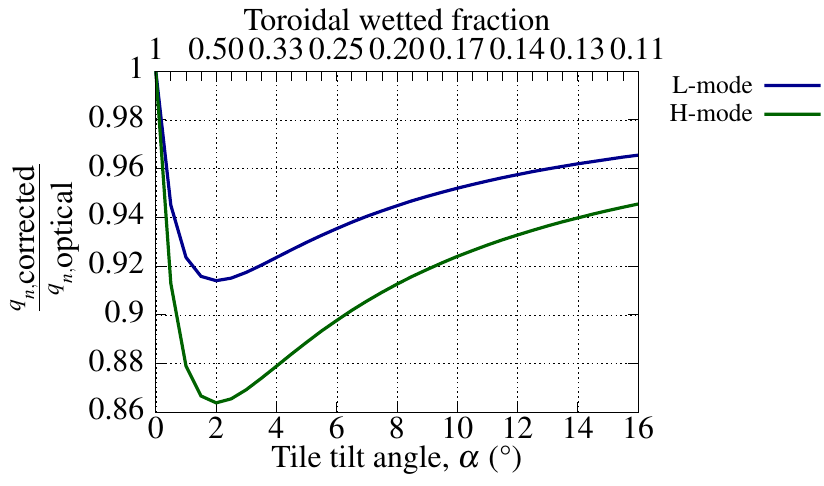 Toroidal wetted fraction
1 0.50 0.33 0.25 0.20 0.17 0.14 0.13 0.11
1
0.98
0.96
0.94
0.92
0.9
0.88
0.86
q_{n,}corrected
q_{n,}optical
0 2 4 6 8 10 12 14 16
Tile tilt angle, α (°)
L-mode
H-mode